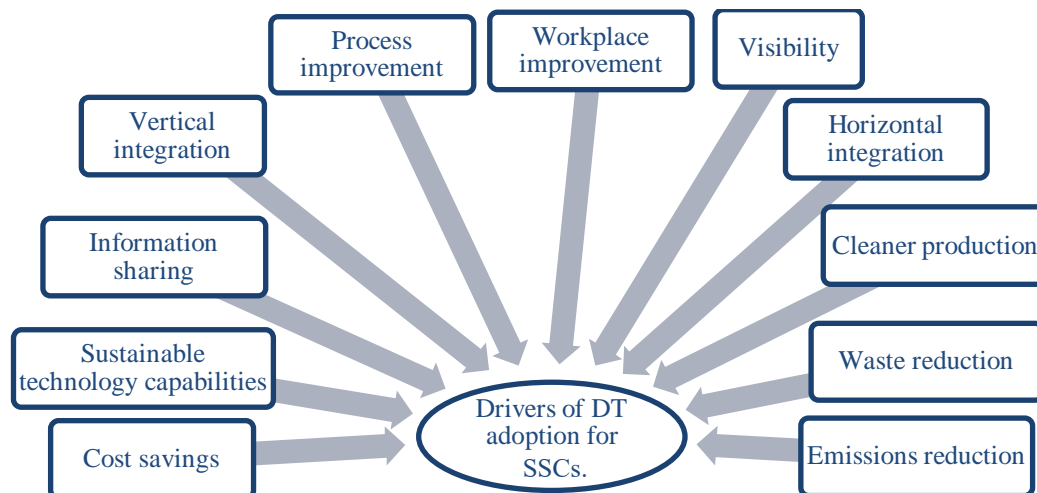 Process
improvement
Workplace
improvement
Visibility
Vertical
integration
Horizontal
integration
Information
sharing
Cleaner production
Sustainable
technology capabilities
Waste reduction
Cost savings
Drivers of DT
adoption for
SSCs.
Emissions reduction